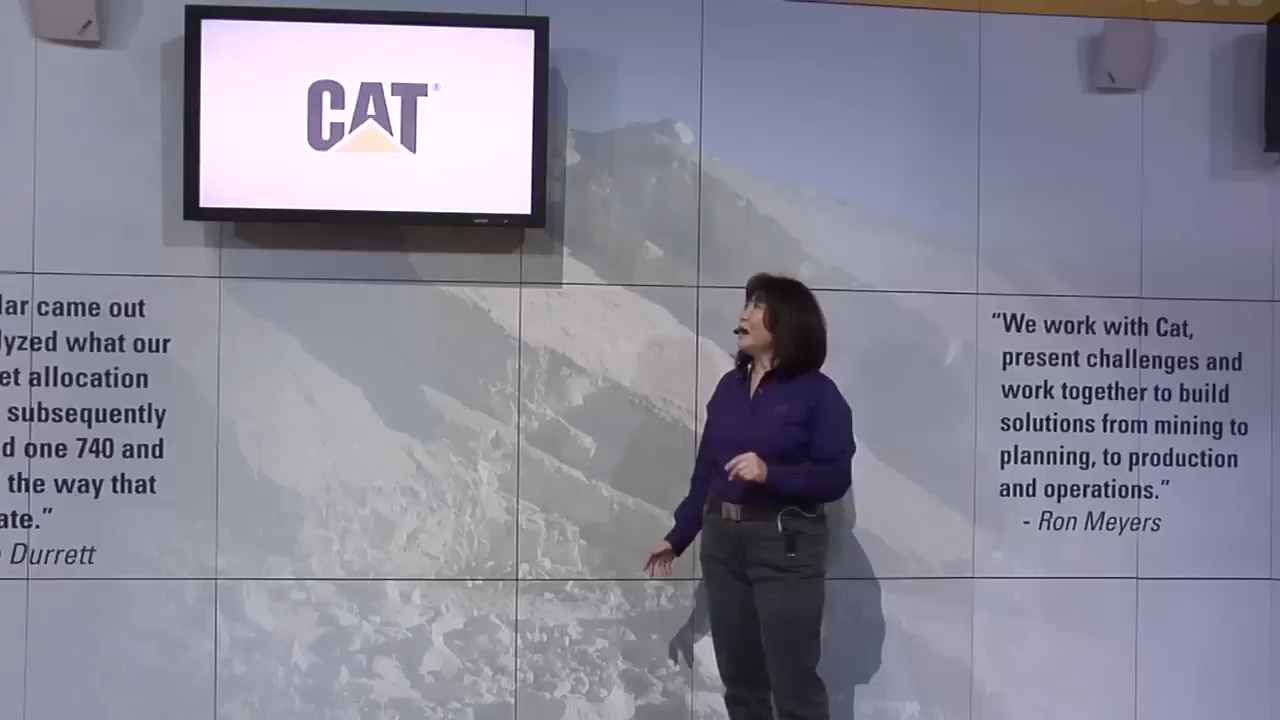 CAT®
lar came out
lyzed what our
et allocation
subsequently
d one 740 and
the way that
ate."
Durrett
“We work with Cat,
present challenges and
work together to build
solutions from mining to
planning, to production
and operations.”
- Ron Meyers